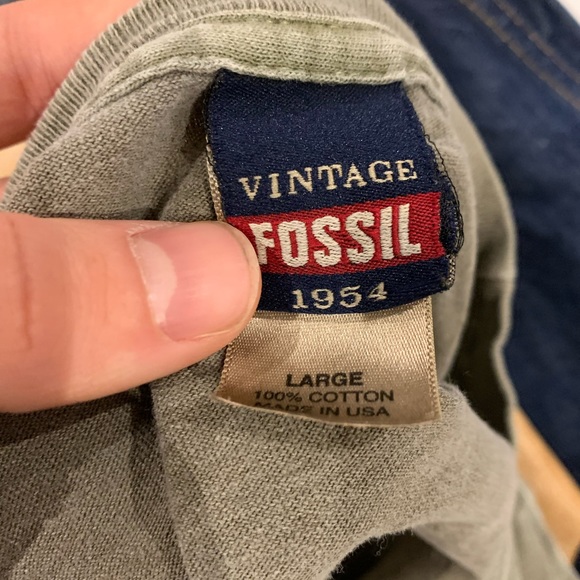 VINTAGE
FOSSIL
1954
LARGE
100% COTTON
MADE IN USA